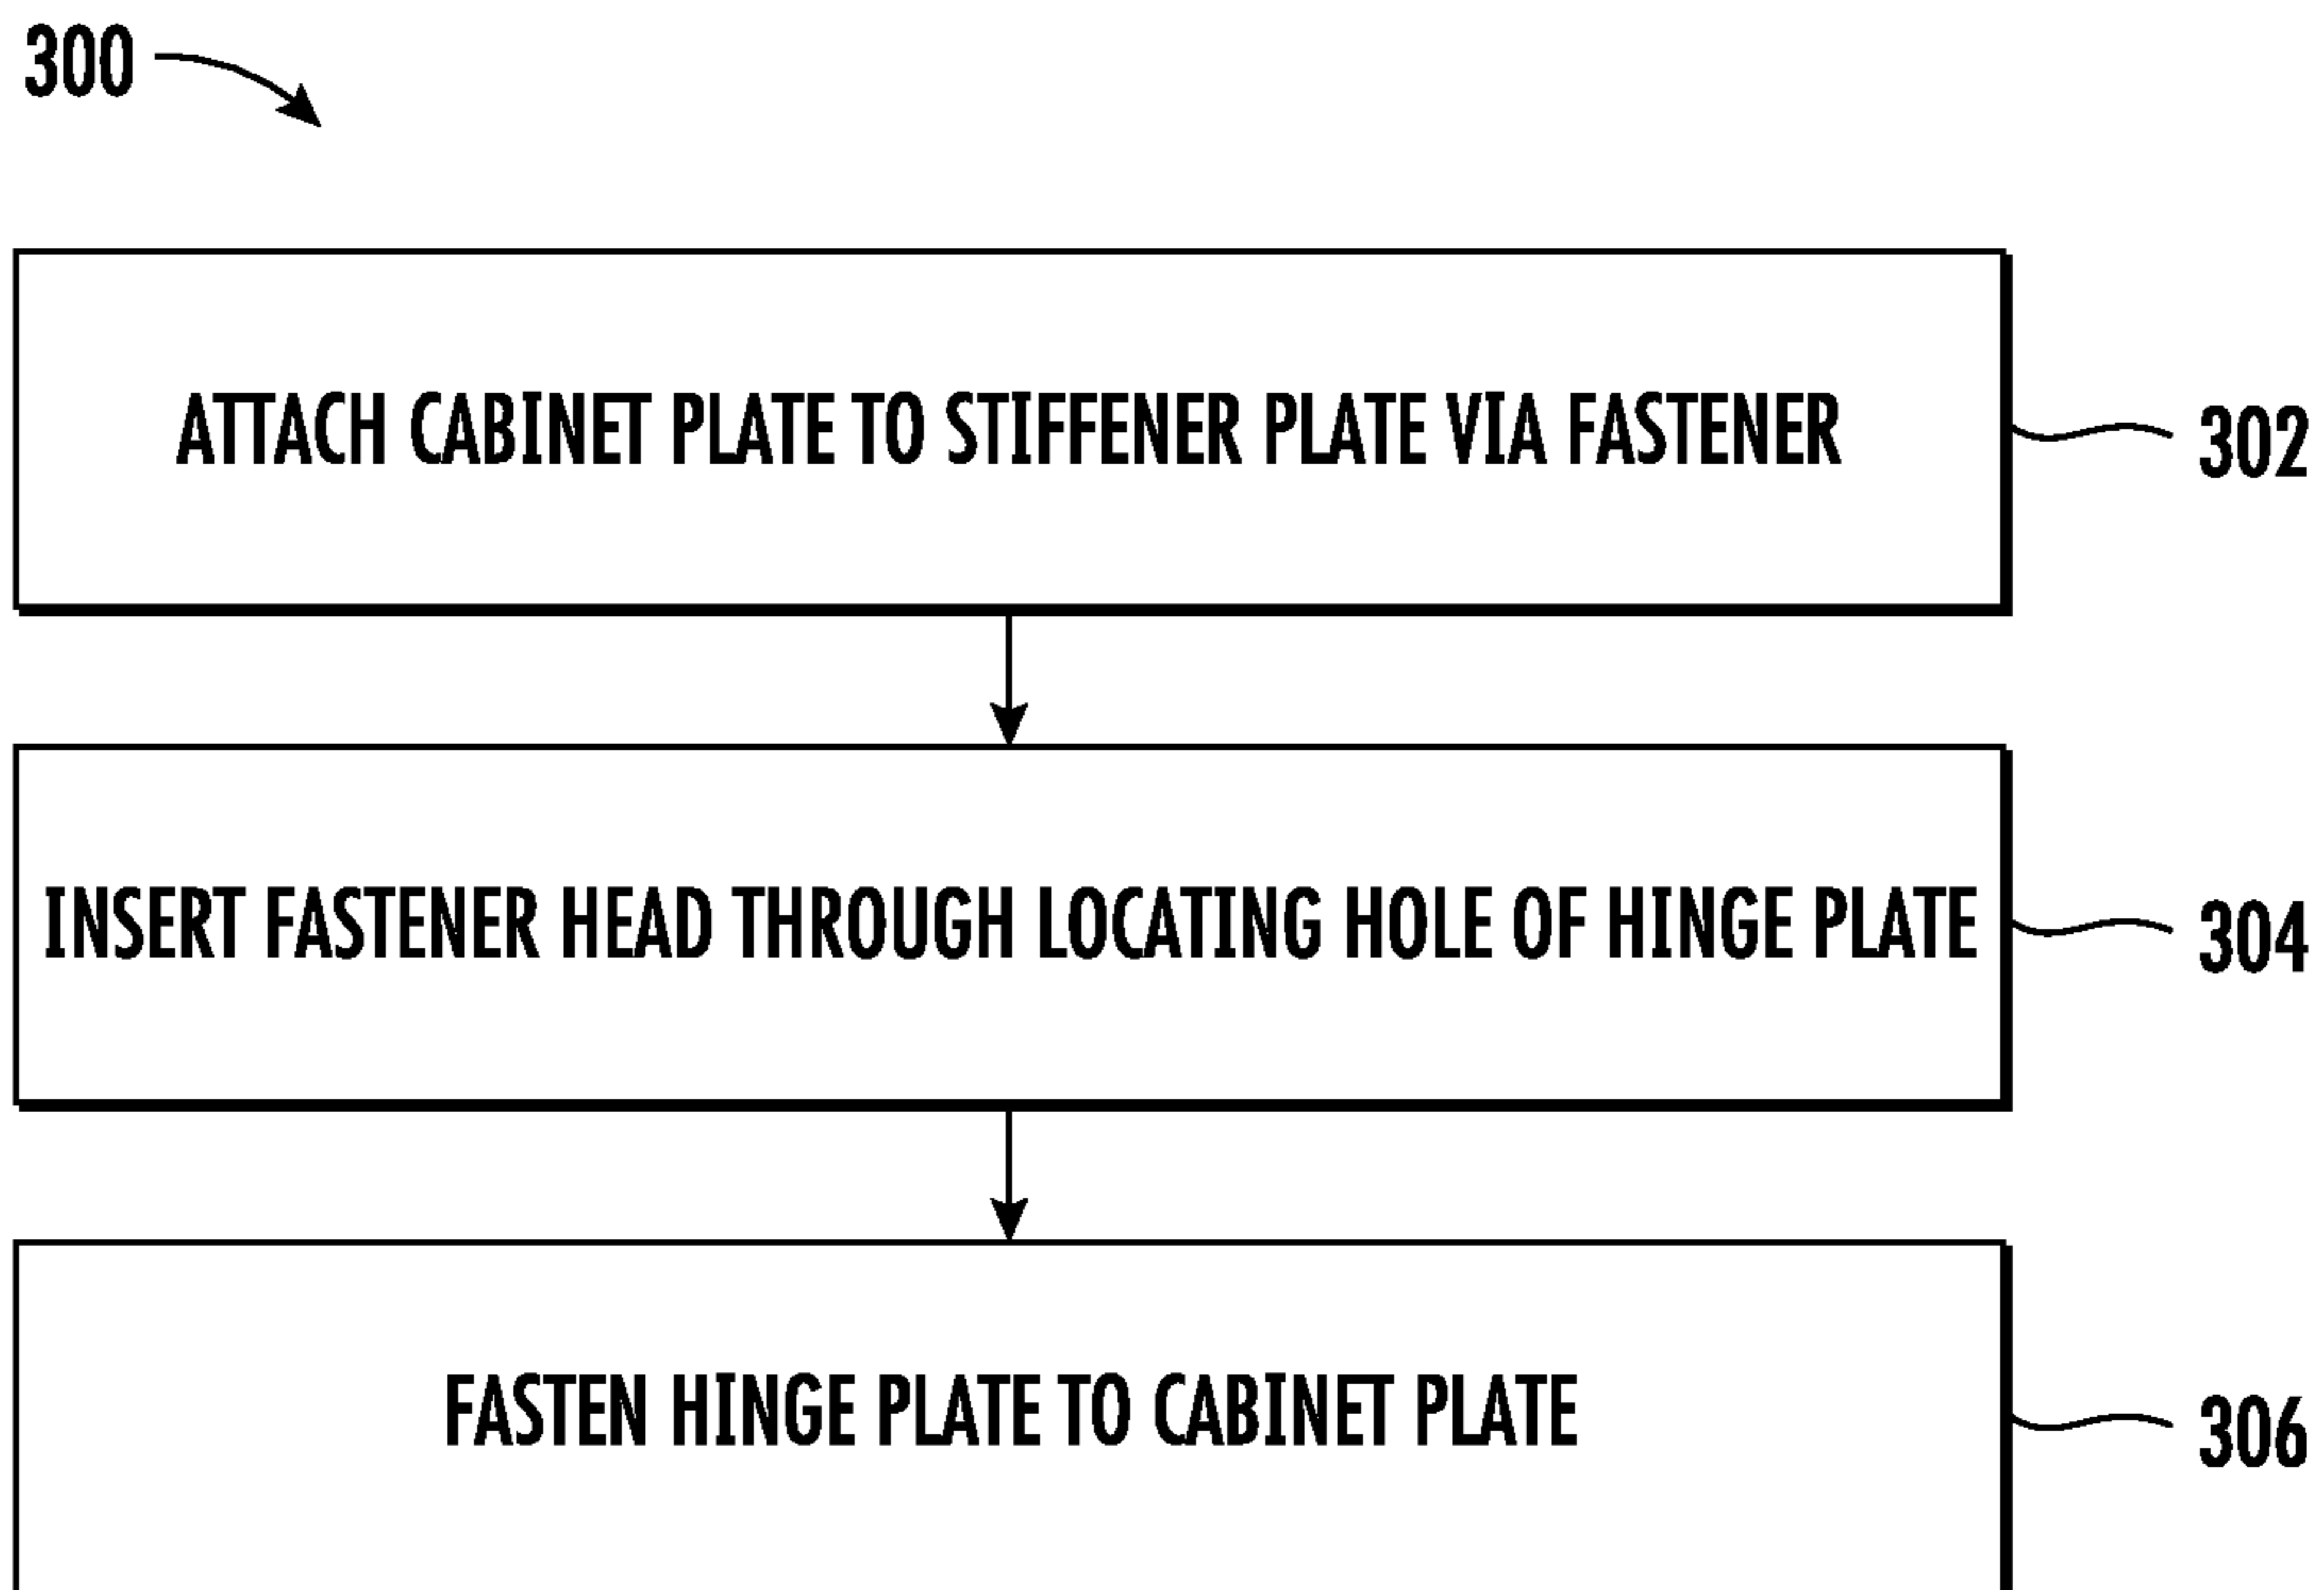 300
ATTACH CABINET PLATE TO STIFFENER PLATE VIA FASTENER
302
INSERT FASTENER HEAD THROUGH LOCATING HOLE OF HINGE PLATE
304
FASTEN HINGE PLATE TO CABINET PLATE
306